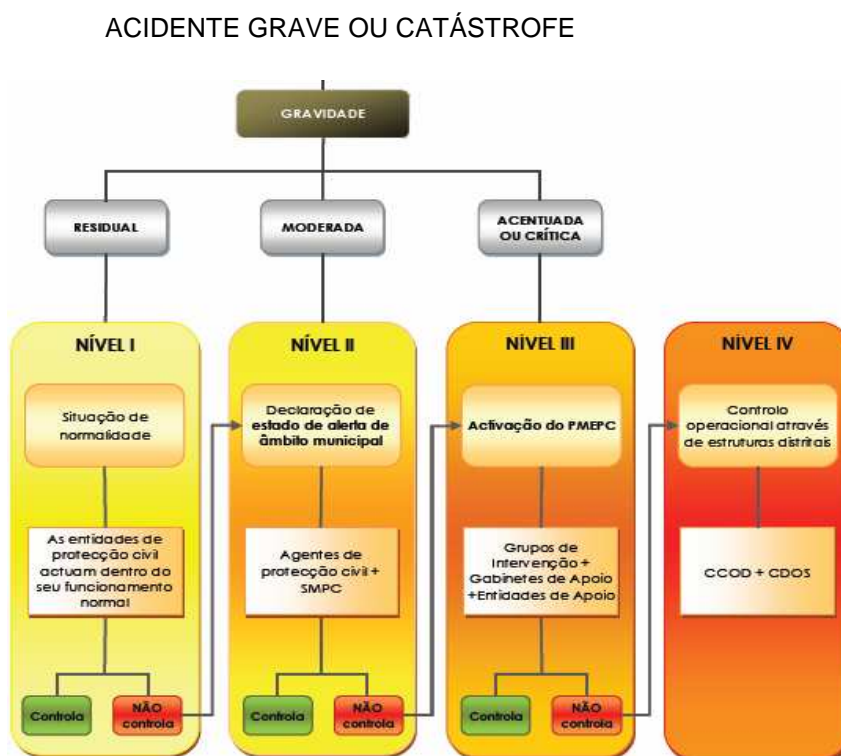 ACIDENTE GRAVE OU CATÁSTROFE
GRAVIDADE
RESIDUAL
MODERADA
ACENTUADA
OU CRÍTICA
NÍVEL I
Situação de
normalidade
As entidades de
protecção civil
actuam dentro do
seu funcionamento
normal
Controla
NÃO
controla
NÍVEL II
Declaração de
estado de alerta de
âmbito municipal
Agentes de
protecção civil +
SMPC
Controla
NÃO
controla
NÍVEL III
Activação do PMEPC
Grupos de
Intervenção +
Gabinetes de Apoio
+Entidades de Apoio
Controla
NÃO
controla
NÍVEL IV
Controlo
operacional através
de estruturas distritais
CCOD + CDOS